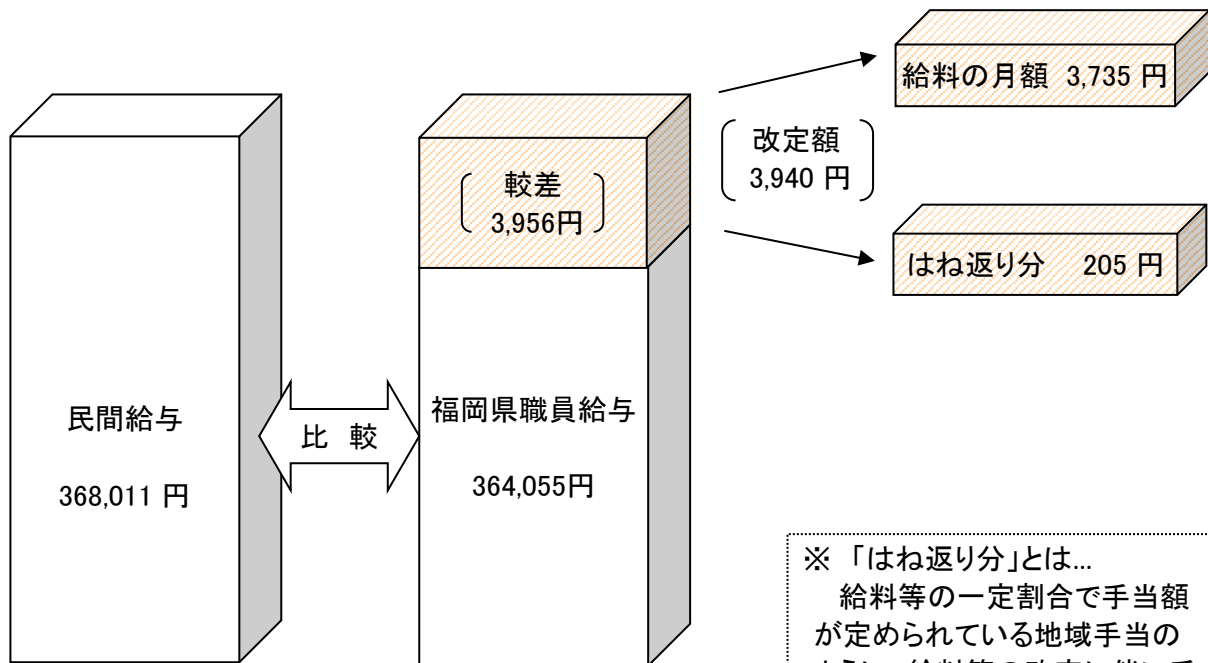 給料の月額 3,735 円
改定額
3,940 円
較差
3,956円
はね返り分 205 円
民間給与
368,011 円
比 較
福岡県職員給与
364,055円
※ 「はね返り分」とは…
給料等の一定割合で手当額
が定められている地域手当の